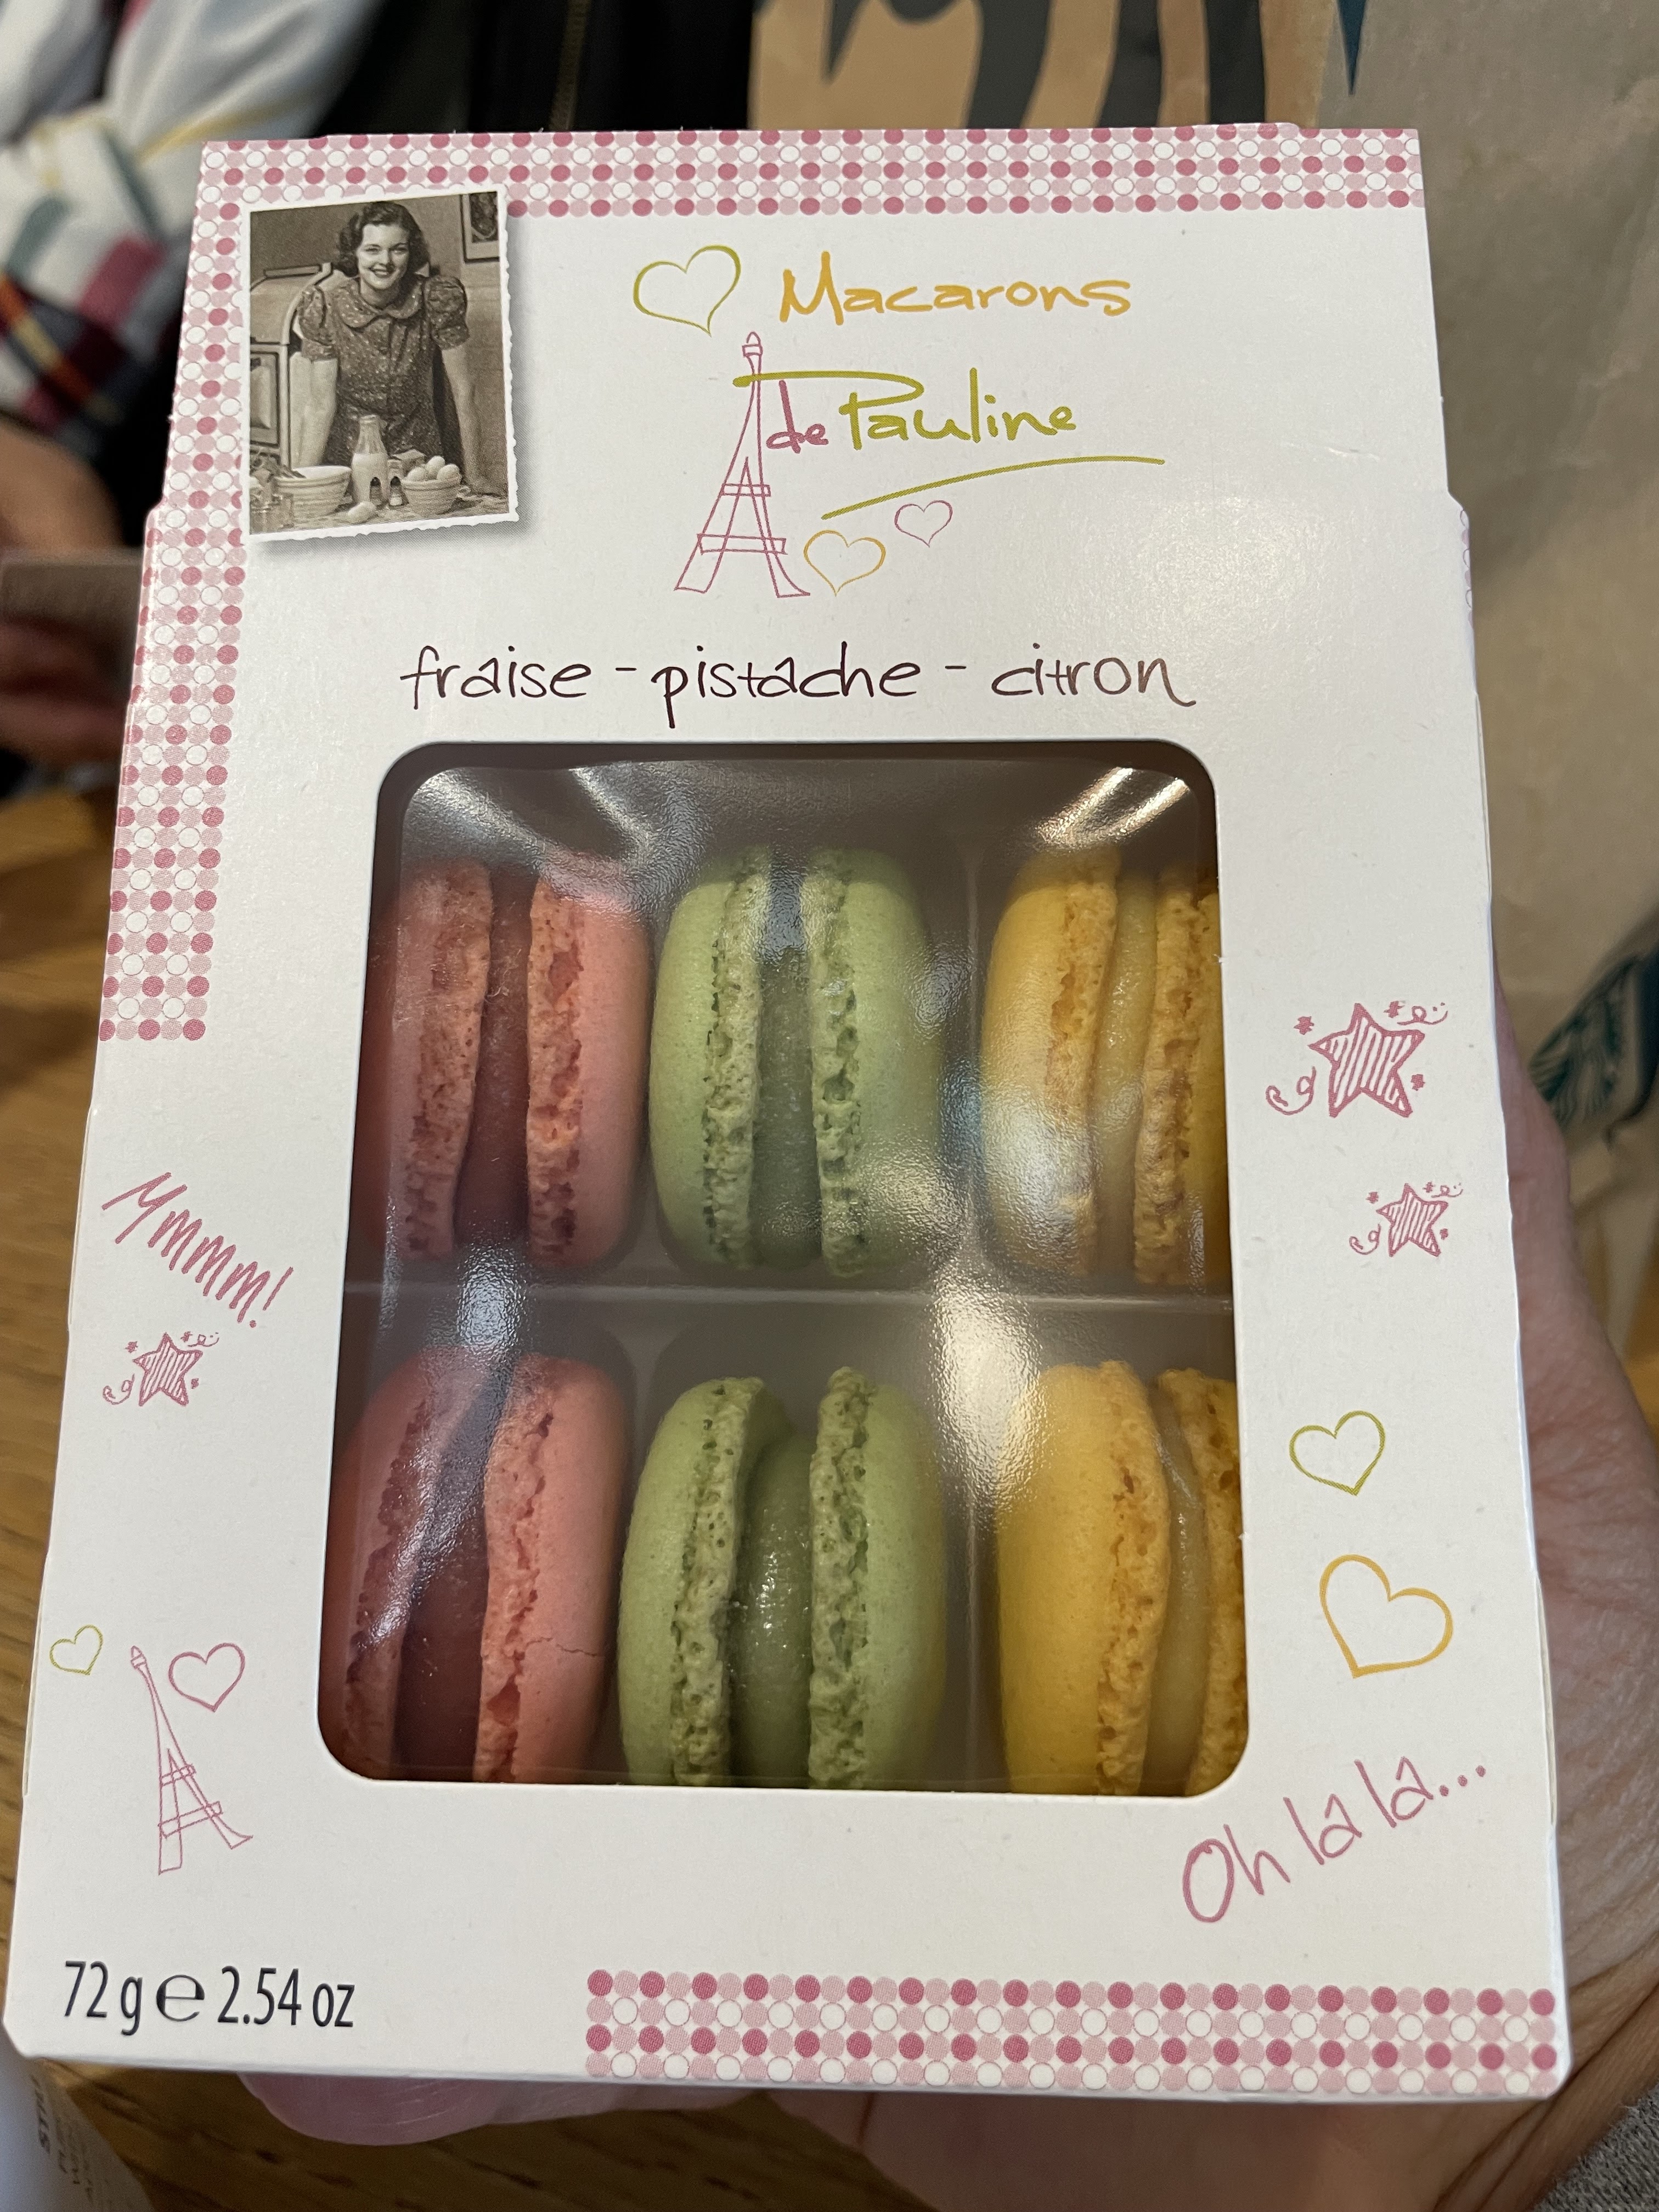 Macarons
de Pauline
fraise - pistache - citron
Mmmm!
Oh la la...
72 g e 2.54 oz